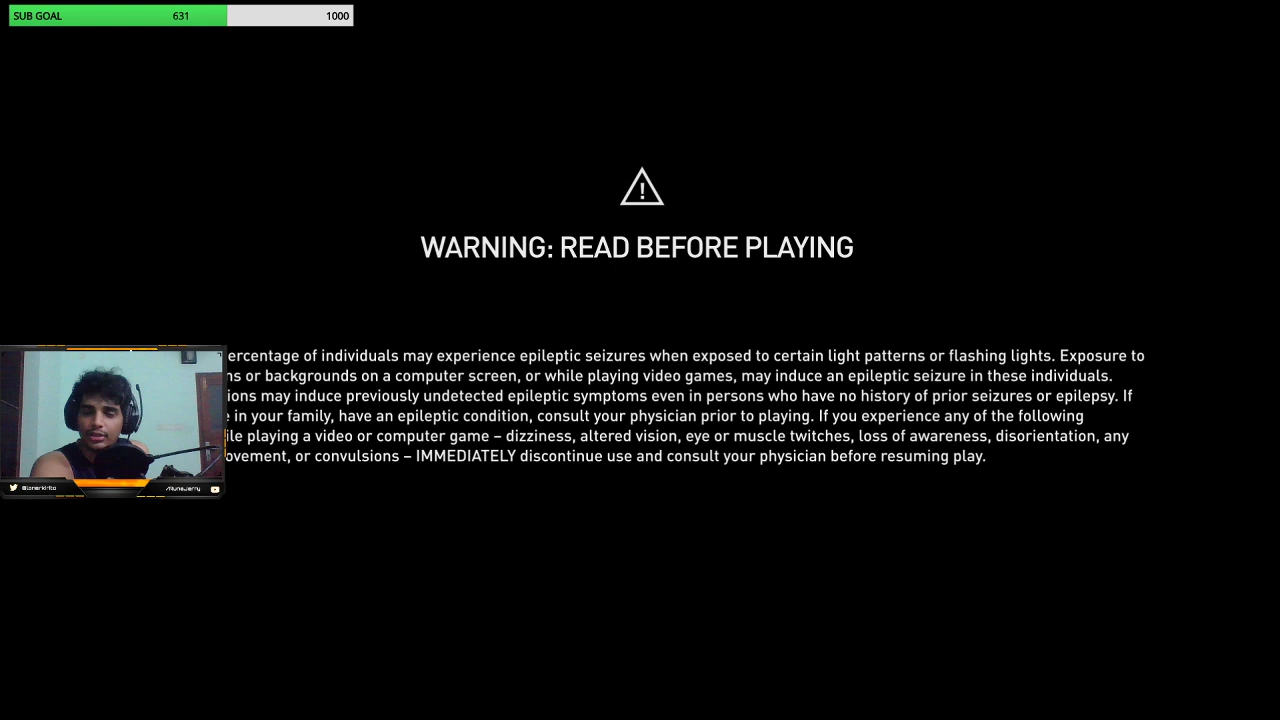 SUB GOAL 631 1000
WARNING: READ BEFORE PLAYING
ercentage of individuals may experience epileptic seizures when exposed to certain light patterns or flashing lights. Exposure to
ns or backgrounds on a computer screen, or while playing video games, may induce an epileptic seizure in these individuals.
ions may induce previously undetected epileptic symptoms even in persons who have no history of prior seizures or epilepsy. If
e in your family, have an epileptic condition, consult your physician prior to playing. If you experience any of the following
ile playing a video or computer game – dizziness, altered vision, eye or muscle twitches, loss of awareness, disorientation, any
ovement, or convulsions – IMMEDIATELY discontinue use and consult your physician before resuming play.